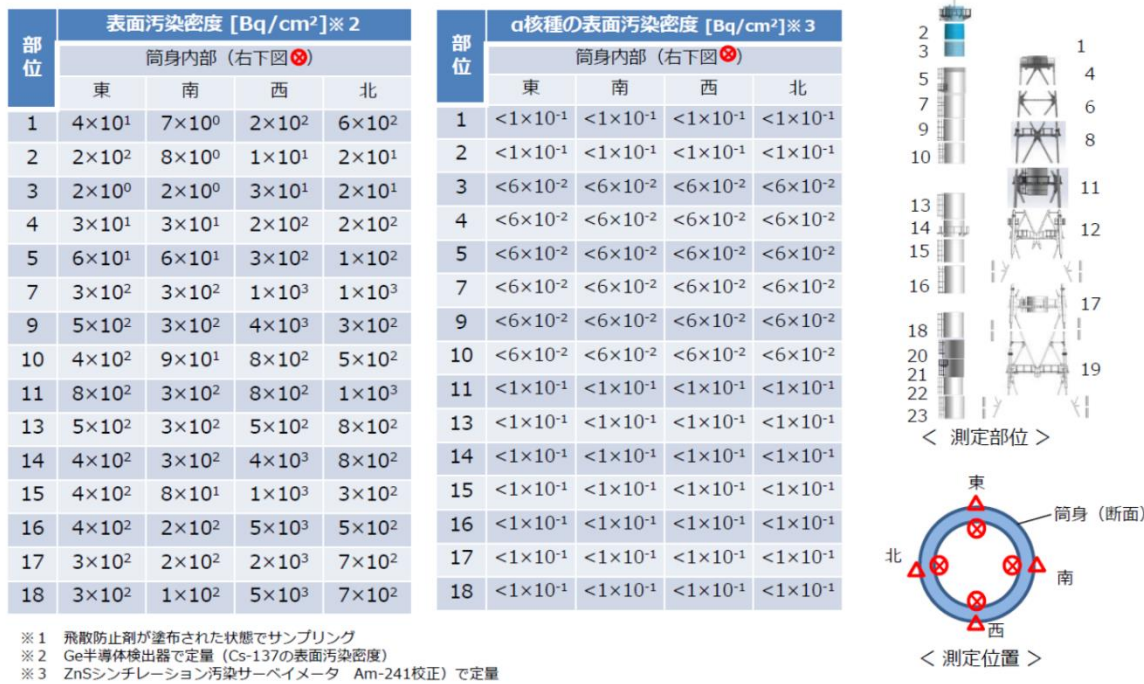 部位 表面汚染密度 [Bq/cm²]※2
筒身内部（右下図⊗）
東 南 西 北
1 4×10¹ 7×10⁰ 2×10² 6×10²
2 2×10² 8×10⁰ 1×10¹ 2×10¹
3 2×10⁰ 2×10⁰ 3×10¹ 2×10¹
4 3×10¹ 3×10¹ 2×10² 2×10²
5 6×10¹ 6×10¹ 3×10² 1×10²
7 3×10² 3×10² 1×10³ 1×10³
9 5×10² 3×10² 4×10³ 3×10²
10 4×10² 9×10¹ 8×10² 5×10²
11 8×10² 3×10² 8×10² 1×10³
13 5×10² 3×10² 5×10² 8×10²
14 4×10² 3×10² 4×10³ 8×10²
15 4×10² 8×10¹ 1×10³ 3×10²
16 4×10² 2×10² 5×10³ 5×10²
17 3×10² 2×10² 2×10³ 7×10²
18 3×10² 1×10² 5×10³ 7×10²
部位 α核種の表面汚染密度 [Bq/cm²]※3
筒身内部（右下図⊗）
東 南 西 北
1 <1×10⁻¹ <1×10⁻¹ <1×10⁻¹ <1×10⁻¹
2 <1×10⁻¹ <1×10⁻¹ <1×10⁻¹ <1×10⁻¹
3 <6×10⁻² <6×10⁻² <6×10⁻² <6×10⁻²
4 <6×10⁻² <6×10⁻² <6×10⁻² <6×10⁻²
5 <6×10⁻² <6×10⁻² <6×10⁻² <6×10⁻²
7 <6×10⁻² <6×10⁻² <6×10⁻² <6×10⁻²
9 <6×10⁻² <6×10⁻² <6×10⁻² <6×10⁻²
10 <6×10⁻² <6×10⁻² <6×10⁻² <6×10⁻²
11 <1×10⁻¹ <1×10⁻¹ <1×10⁻¹ <1×10⁻¹
13 <1×10⁻¹ <1×10⁻¹ <1×10⁻¹ <1×10⁻¹
14 <1×10⁻¹ <1×10⁻¹ <1×10⁻¹ <1×10⁻¹
15 <1×10⁻¹ <1×10⁻¹ <1×10⁻¹ <1×10⁻¹
16 <1×10⁻¹ <1×10⁻¹ <1×10⁻¹ <1×10⁻¹
17 <1×10⁻¹ <1×10⁻¹ <1×10⁻¹ <1×10⁻¹
18 <1×10⁻¹ <1×10⁻¹ <1×10⁻¹ <1×10⁻¹
※1 飛散防止剤が塗布された状態でサンプリング
※2 Ge半導体検出器で定量（Cs-137の表面汚染密度）
※3 ZnSシンチレーション汚染サーベイメータ Am-241校正）で定量
2
3
5
7
9
10
13
14
15
16
18
20
21
22
23
1
4
6
8
11
12
17
19
＜ 測定部位 ＞
東
筒身（断面）
北
南
西
＜ 測定位置 ＞